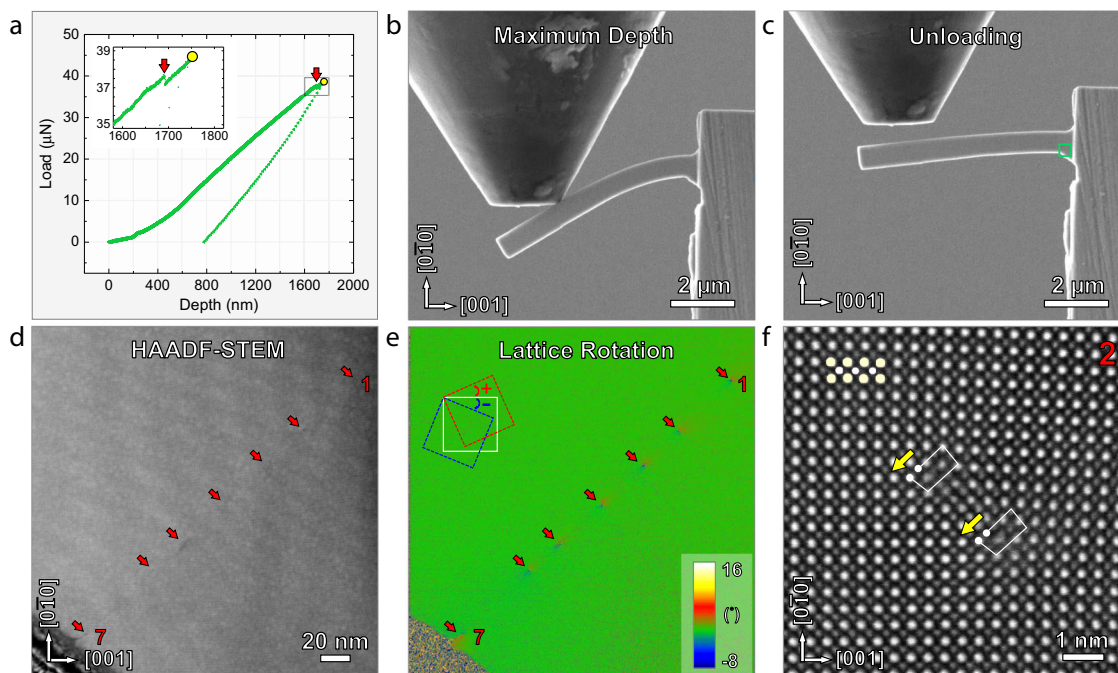 a
50
40
30
20
10
0
Load (µN)
0
400
800
1200
1600
2000
Depth (nm)
39
37
35
1600
1700
1800
b
Maximum Depth
[01̅0]
[001]
2 µm
c
Unloading
[01̅0]
[001]
2 µm
d
HAADF-STEM
1
7
[01̅0]
[001]
20 nm
e
Lattice Rotation
+
−
1
7
16
(°)
-8
f
2
[01̅0]
[001]
1 nm